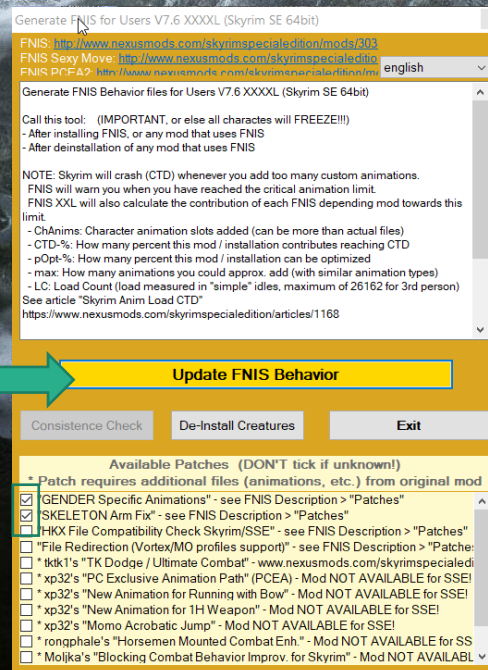 Generate FNIS for Users V7.6 XXXXL (Skyrim SE 64bit)
FNIS: http://www.nexusmods.com/skyrimspecialedition/mods/303
FNIS Sexy Move: http://www.nexusmods.com/skyrimspecialeditio
FNIS PCEA2: http://www.nexusmods.com/skyrimspecialedition/m
english
Generate FNIS Behavior files for Users V7.6 XXXXL (Skyrim SE 64bit)
Call this tool: (IMPORTANT, or else all charactes will FREEZE!!!)
- After installing FNIS, or any mod that uses FNIS
- After deinstallation of any mod that uses FNIS
NOTE: Skyrim will crash (CTD) whenever you add too many custom animations.
FNIS will warn you when you have reached the critical animation limit.
FNIS XXL will also calculate the contribution of each FNIS depending mod towards this
limit.
- ChAnims: Character animation slots added (can be more than actual files)
- CTD-%: How many percent this mod / installation contributes reaching CTD
- pOpt-%: How many percent this mod / installation can be optimized
- max: How many animations you could approx. add (with similar animation types)
- LC: Load Count (load measured in "simple" idles, maximum of 26162 for 3rd person)
See article "Skyrim Anim Load CTD"
https://www.nexusmods.com/skyrimspecialedition/articles/1168
Update FNIS Behavior
Consistence Check
De-Install Creatures
Exit
Available Patches (DON'T tick if unknown!)
* Patch requires additional files (animations, etc.) from original mod
"GENDER Specific Animations" - see FNIS Description > "Patches"
"SKELETON Arm Fix" - see FNIS Description > "Patches"
"HKX File Compatibility Check Skyrim/SSE" - see FNIS Description > "Patches"
"File Redirection (Vortex/MO profiles support)" - see FNIS Description > "Patche
* tktk1's "TK Dodge / Ultimate Combat" - www.nexusmods.com/skyrimspecialedi
* xp32's "PC Exclusive Animation Path" (PCEA) - Mod NOT AVAILABLE for SSE!
* xp32's "New Animation for Running with Bow" - Mod NOT AVAILABLE for SSE!
* xp32's "New Animation for 1H Weapon" - Mod NOT AVAILABLE for SSE!
* xp32's "Momo Acrobatic Jump" - Mod NOT AVAILABLE for SSE!
* rongphale's "Horsemen Mounted Combat Enh." - Mod NOT AVAILABLE for SS
* Moljka's "Blocking Combat Behavior Improv. for Skyrim" - Mod NOT AVAILABL